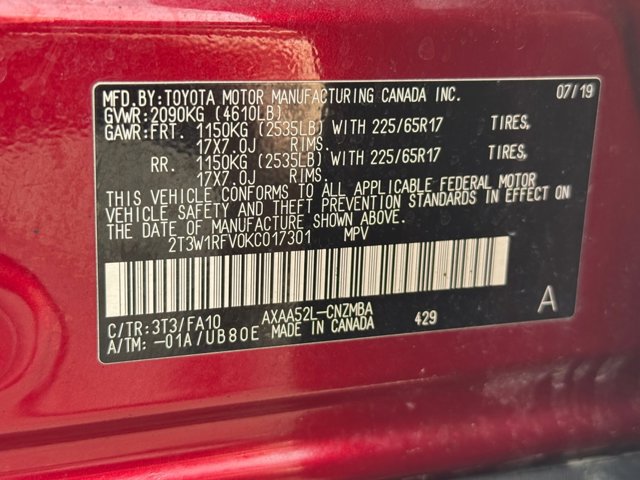 MFD.BY:TOYOTA MOTOR MANUFACTURING CANADA INC. 07/19
GVWR:2090KG (4610LB)
GAWR:FRT. 1150KG (2535LB) WITH 225/65R17 TIRES,
17X7.0J RIMS.
RR. 1150KG (2535LB) WITH 225/65R17 TIRES,
17X7.0J RIMS.
THIS VEHICLE CONFORMS TO ALL APPLICABLE FEDERAL MOTOR
VEHICLE SAFETY AND THEFT PREVENTION STANDARDS IN EFFECT ON
THE DATE OF MANUFACTURE SHOWN ABOVE.
2T3W1RFV0KC017301 MPV
C/TR:3T3/FA10 AXAA52L-CNZMBA 429 A
A/TM:-01A/UB80E MADE IN CANADA